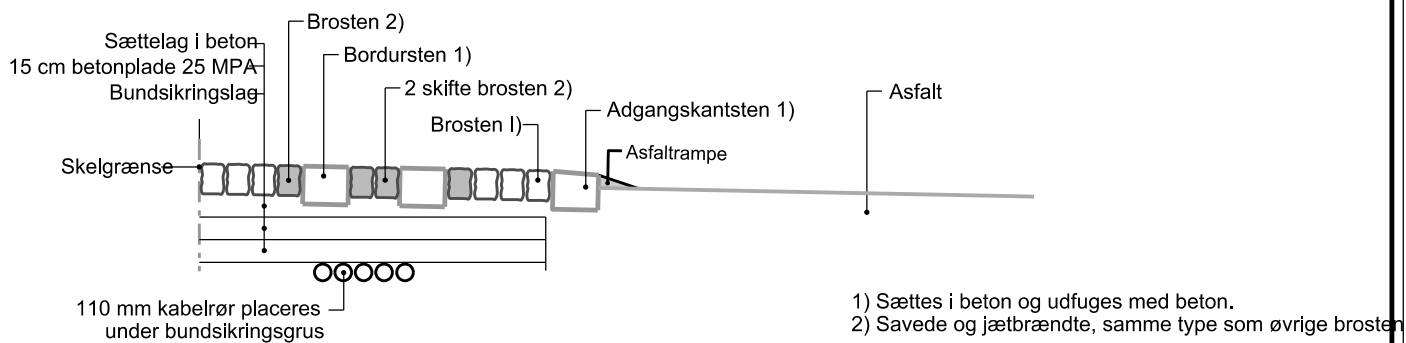 Brosten 2)
Sættelag i beton
Bordursten 1)
15 cm betonplade 25 MPA
2 skifte brosten 2)
Bundsikringslag
Asfalt
Adgangskantsten 1)
Brosten I)
Asfaltrampe
Skelgrænse
110 mm kabelrør placeres
under bundsikringsgrus
1) Sættes i beton og udfuges med beton.
2) Savede og jætbrændte, samme type som øvrige brosten